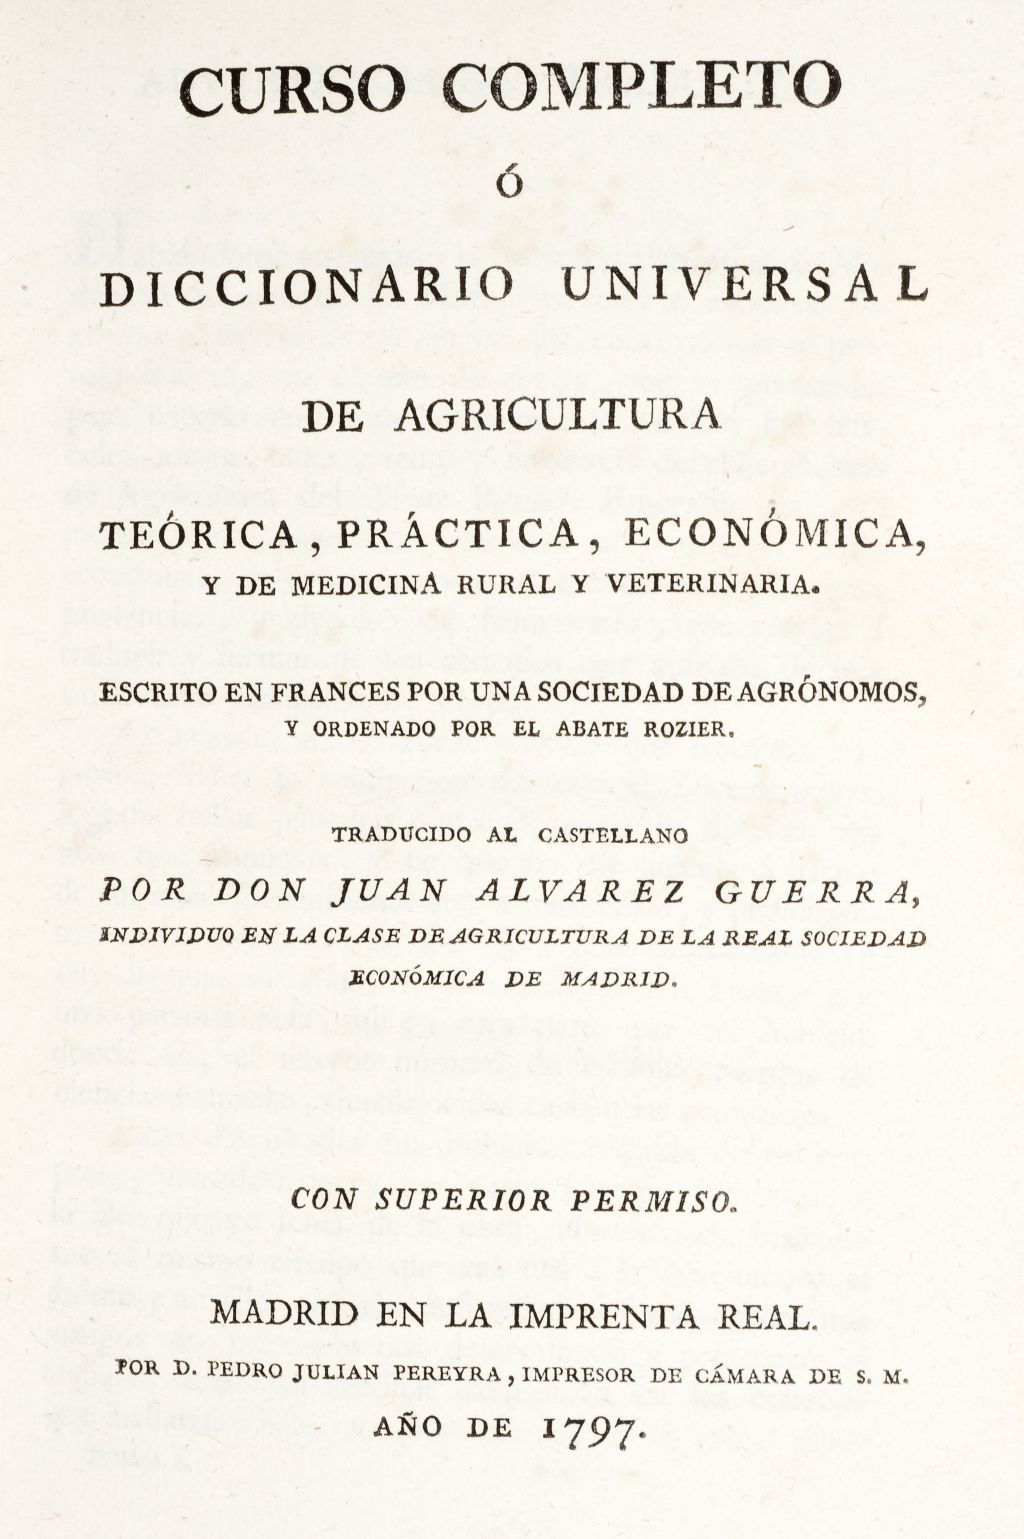 CURSO COMPLETO
Ó
DICCIONARIO UNIVERSAL
DE AGRICULTURA
TEÓRICA, PRÁCTICA, ECONÓMICA,
Y DE MEDICINA RURAL Y VETERINARIA.
ESCRITO EN FRANCES POR UNA SOCIEDAD DE AGRÓNOMOS,
Y ORDENADO POR EL ABATE ROZIER.
TRADUCIDO AL CASTELLANO
POR DON JUAN ALVAREZ GUERRA,
INDIVIDUO EN LA CLASE DE AGRICULTURA DE LA REAL SOCIEDAD
ECONÓMICA DE MADRID.
CON SUPERIOR PERMISO.
MADRID EN LA IMPRENTA REAL.
POR D. PEDRO JULIAN PEREYRA, IMPRESOR DE CÁMARA DE S. M.
AÑO DE 1797.